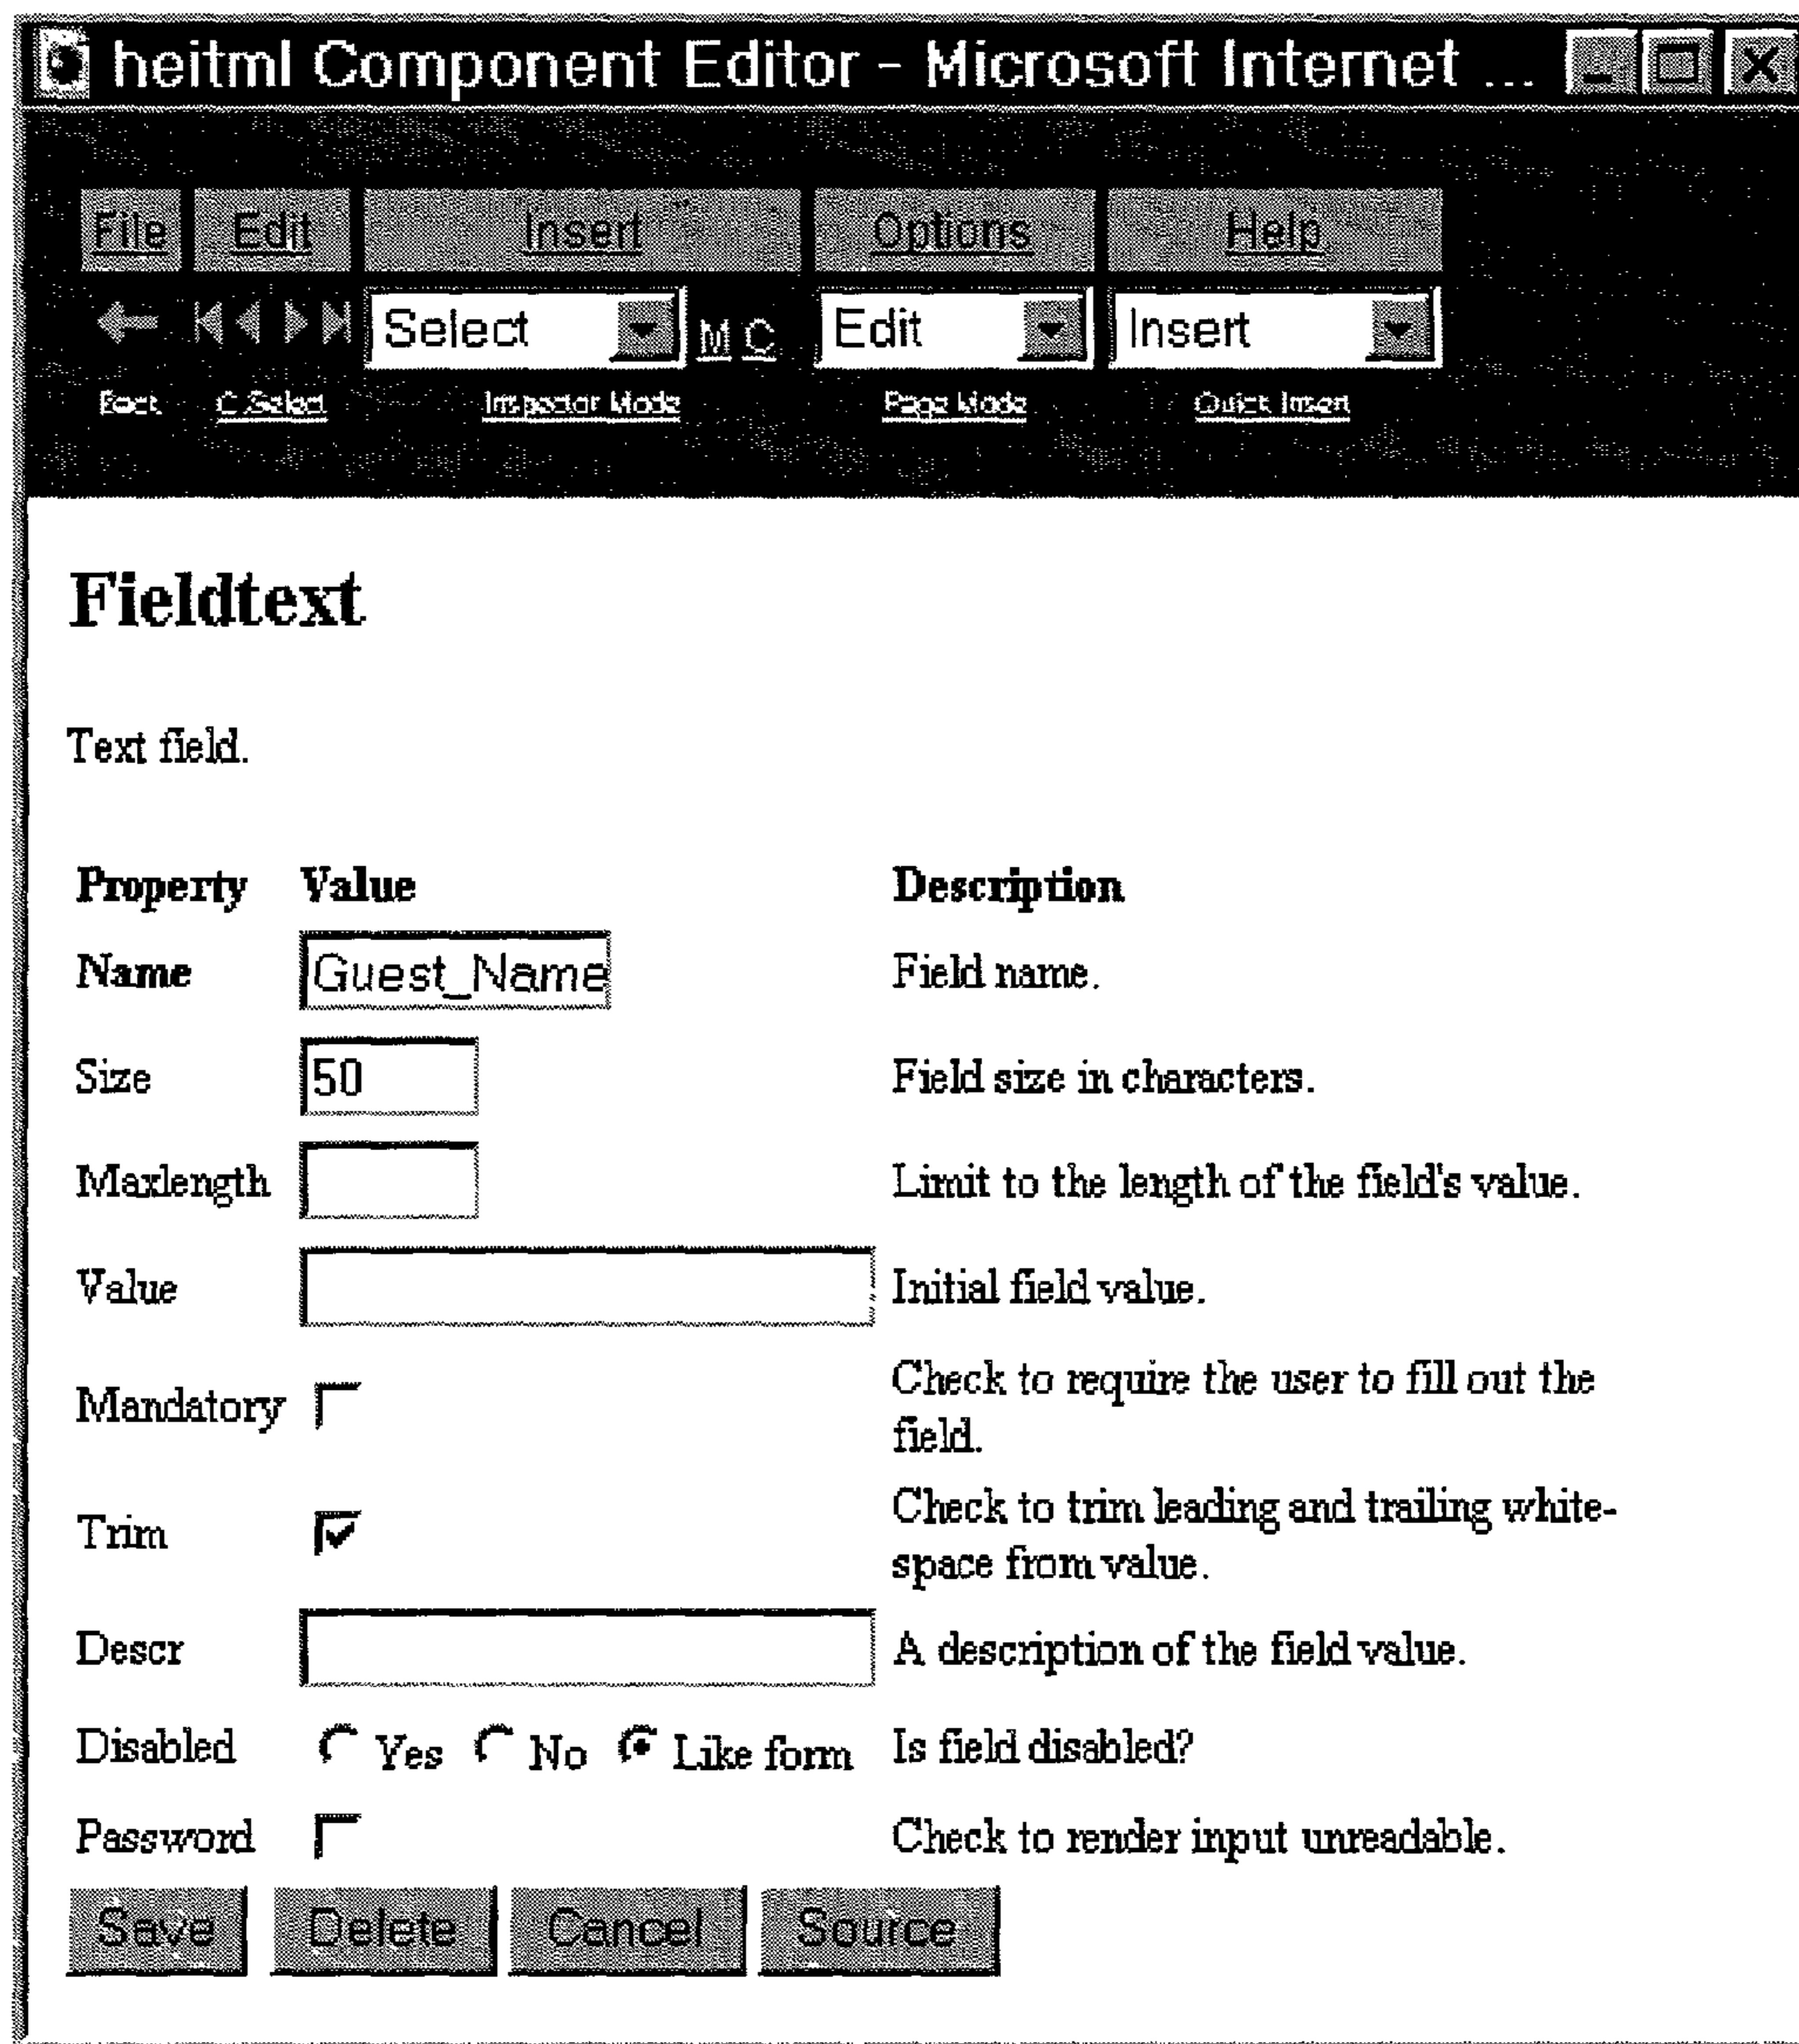 heitml Component Editor - Microsoft Internet ...
File Edit Insert Options Help
Select M C Edit Insert
C Select Inspector Mode Page Mode Quick Insert
Fieldtext
Text field.
Property Value Description
Name Guest_Name Field name.
Size 50 Field size in characters.
Maxlength Limit to the length of the field's value.
Value Initial field value.
Mandatory Check to require the user to fill out the
field.
Trim Check to trim leading and trailing white-
space from value.
Descr A description of the field value.
Disabled Yes No Like form Is field disabled?
Password Check to render input unreadable.
Save Delete Cancel Source